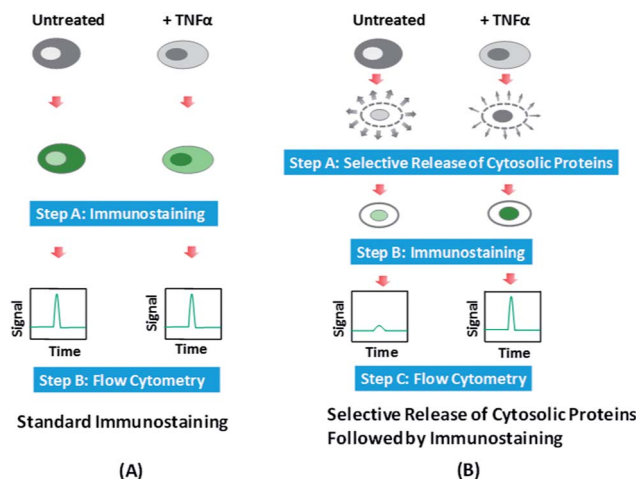 Untreated
+ TNFα
Step A: Immunostaining
Signal
Time
Signal
Time
Step B: Flow Cytometry
Standard Immunostaining
(A)
Untreated
+ TNFα
Step A: Selective Release of Cytosolic Proteins
Step B: Immunostaining
Signal
Time
Signal
Time
Step C: Flow Cytometry
Selective Release of Cytosolic Proteins
Followed by Immunostaining
(B)